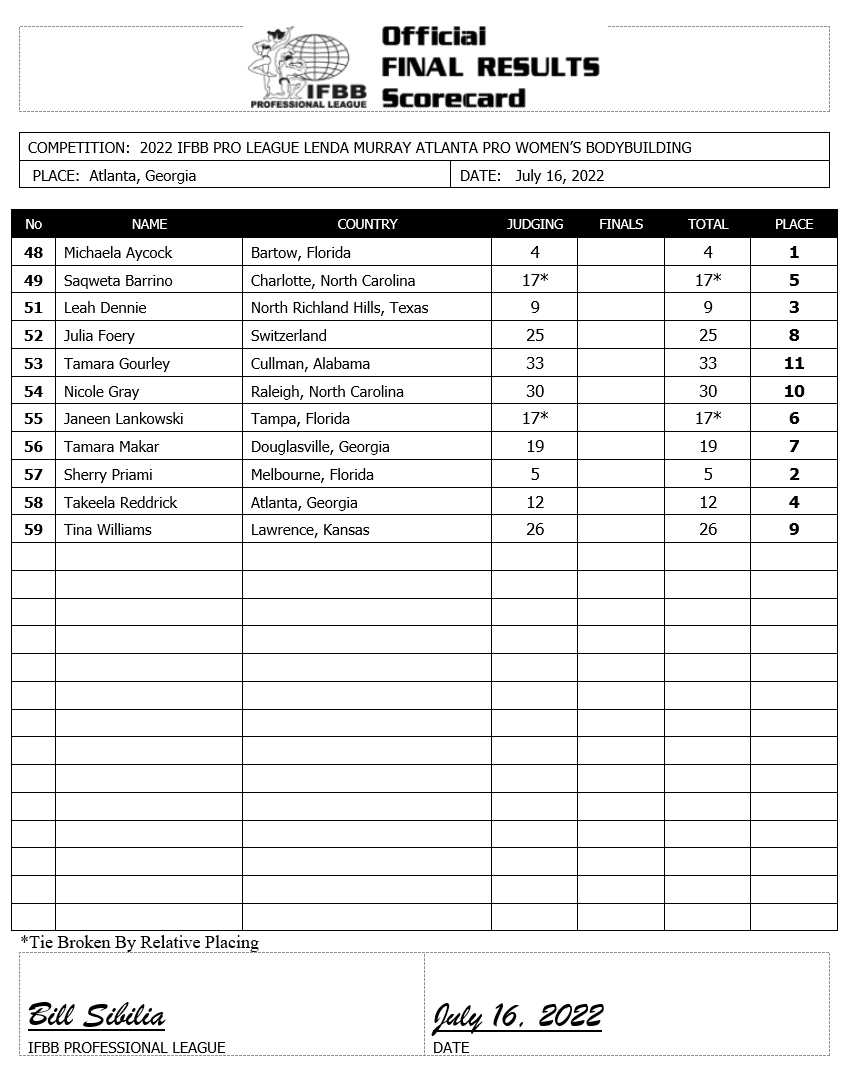 Official
FINAL RESULTS
Scorecard
IFBB
PROFESSIONAL LEAGUE
COMPETITION: 2022 IFBB PRO LEAGUE LENDA MURRAY ATLANTA PRO WOMEN'S BODYBUILDING
PLACE: Atlanta, Georgia DATE: July 16, 2022
No NAME COUNTRY JUDGING FINALS TOTAL PLACE
48 Michaela Aycock Bartow, Florida 4 4 1
49 Saqweta Barrino Charlotte, North Carolina 17* 17* 5
51 Leah Dennie North Richland Hills, Texas 9 9 3
52 Julia Foery Switzerland 25 25 8
53 Tamara Gourley Cullman, Alabama 33 33 11
54 Nicole Gray Raleigh, North Carolina 30 30 10
55 Janeen Lankowski Tampa, Florida 17* 17* 6
56 Tamara Makar Douglasville, Georgia 19 19 7
57 Sherry Priami Melbourne, Florida 5 5 2
58 Takeela Reddrick Atlanta, Georgia 12 12 4
59 Tina Williams Lawrence, Kansas 26 26 9
*Tie Broken By Relative Placing
Bill Sibilia July 16, 2022
IFBB PROFESSIONAL LEAGUE DATE